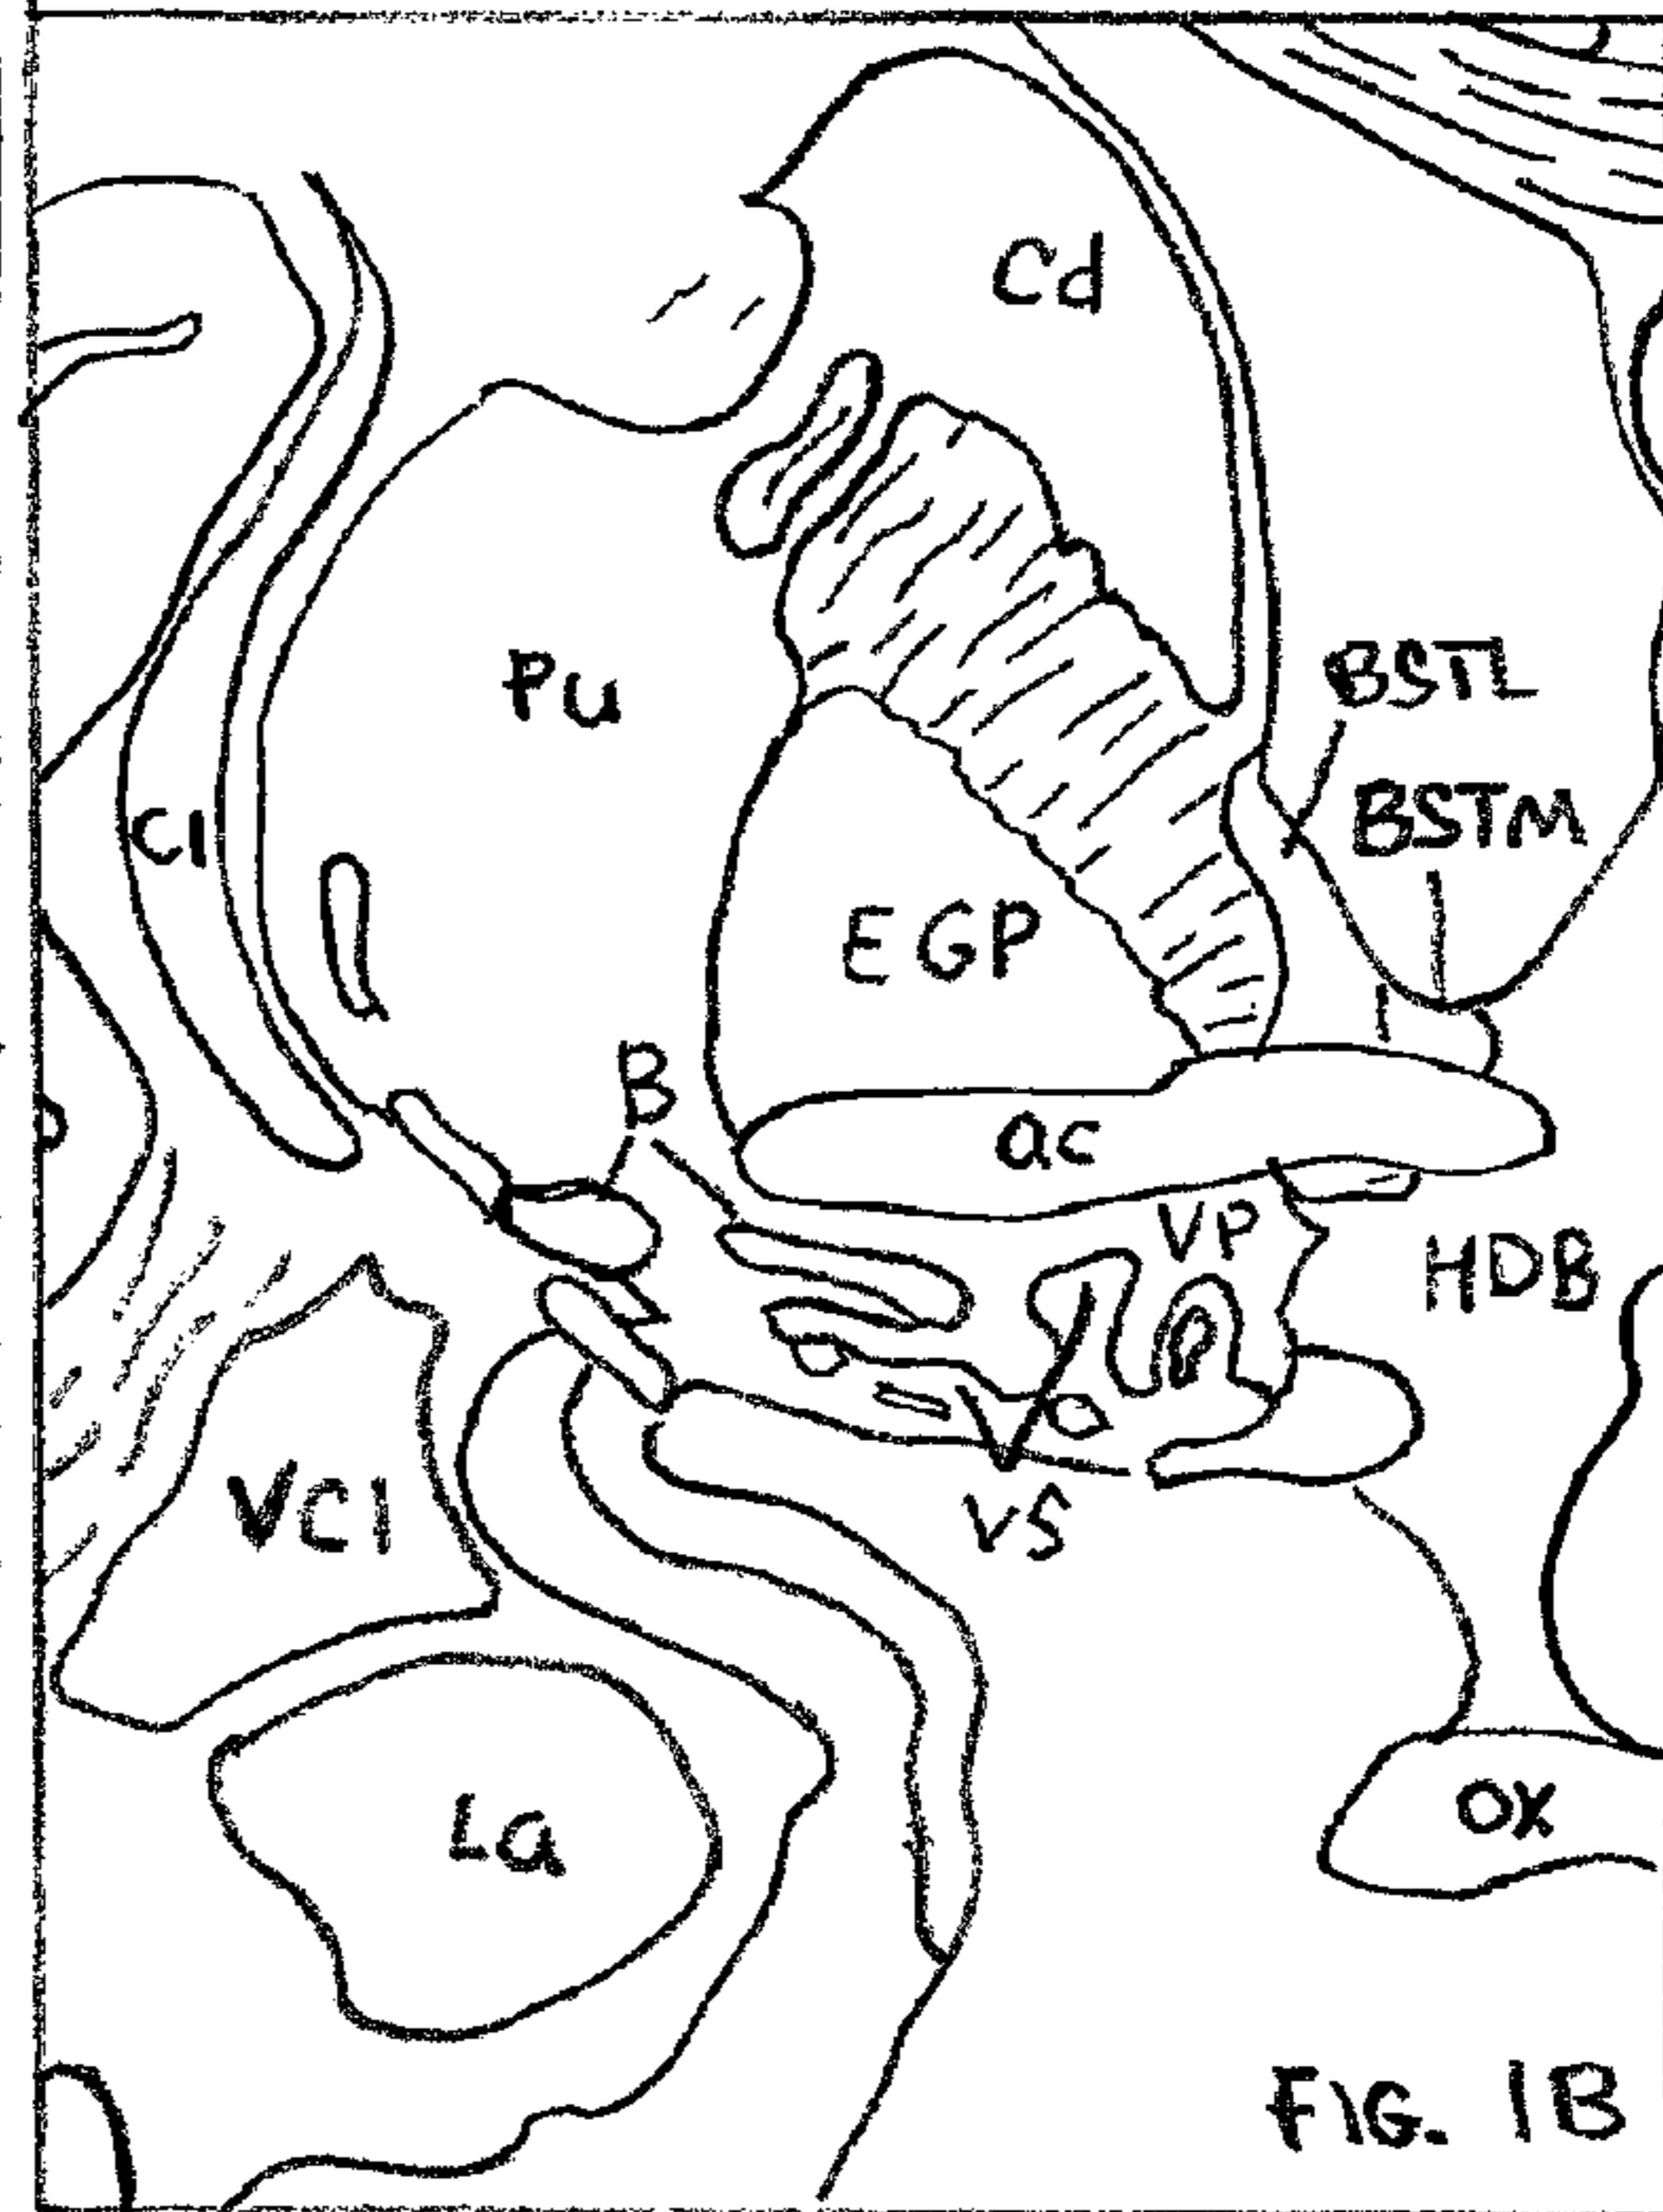 Cd
Pu
BSTL
BSTM
Cl
EGP
B
ac
VP
HDB
VCl
VS
La
OX
FIG. 1B